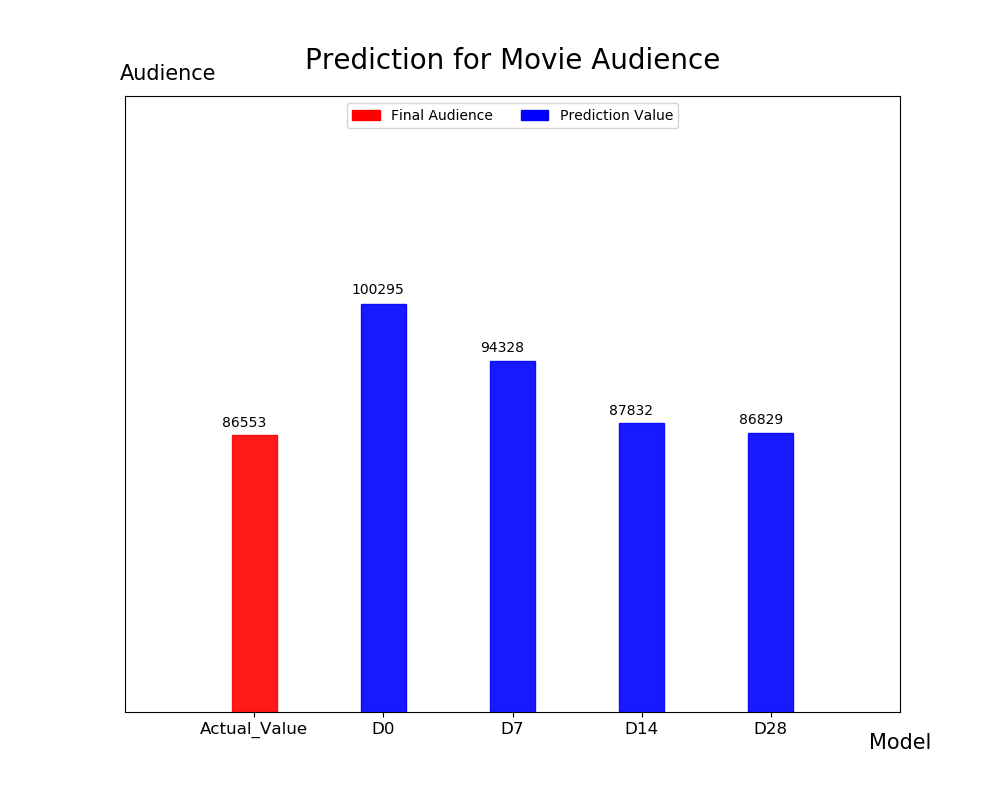 Prediction for Movie Audience
Audience
Final Audience Prediction Value
100295
94328
87832
86829
86553
Actual_Value D0 D7 D14 D28
Model